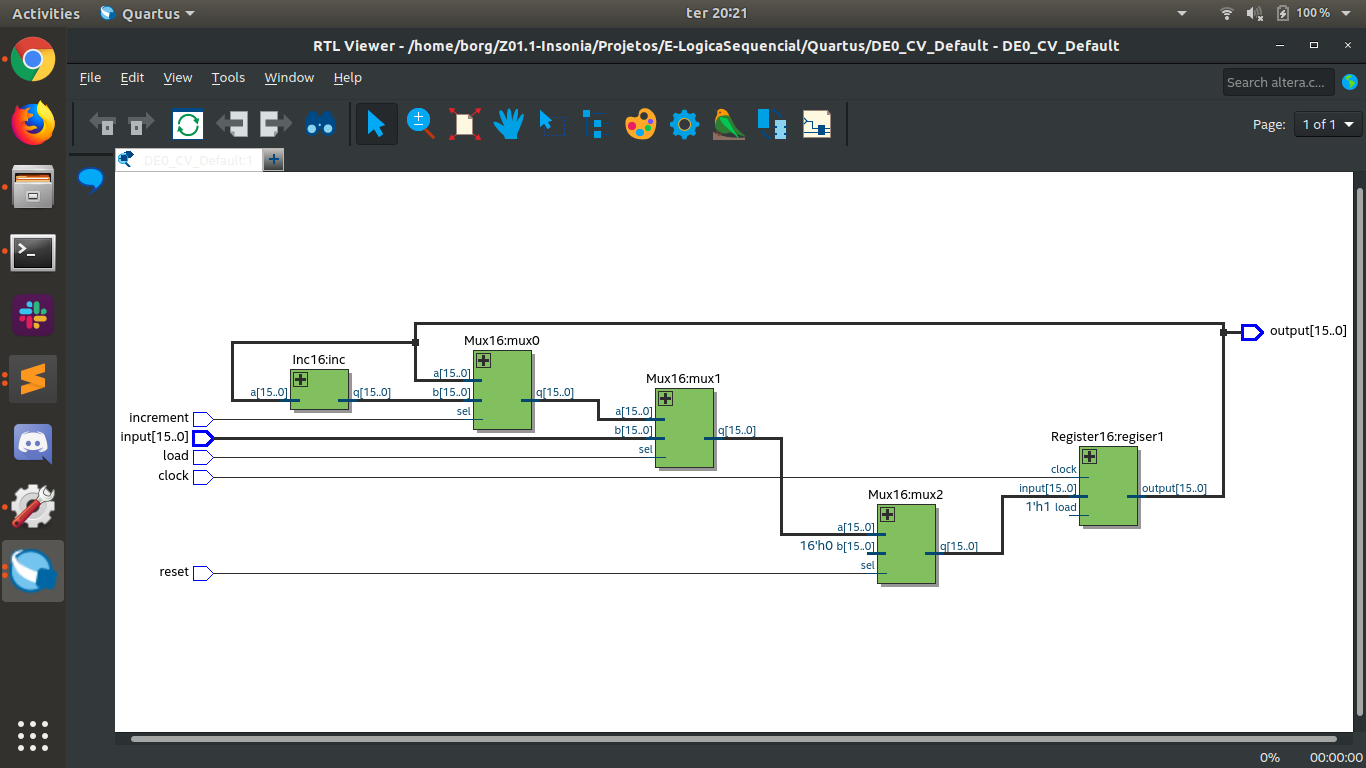 Activities
Quartus
ter 20:21
100 %
RTL Viewer - /home/borg/Z01.1-Insonia/Projetos/E-LogicaSequencial/Quartus/DE0_CV_Default - DE0_CV_Default
File Edit View Tools Window Help
Search altera.c...
Page: 1 of 1
DE0_CV_Default:1
output[15..0]
Mux16:mux0
Inc16:inc
a[15..0]
a[15..0] q[15..0] b[15..0] q[15..0]
sel
Mux16:mux1
a[15..0]
b[15..0] q[15..0]
sel
increment
input[15..0]
load
clock
Register16:regiser1
clock
input[15..0] output[15..0]
1'h1 load
Mux16:mux2
a[15..0]
16'h0 b[15..0] q[15..0]
sel
reset
0% 00:00:00